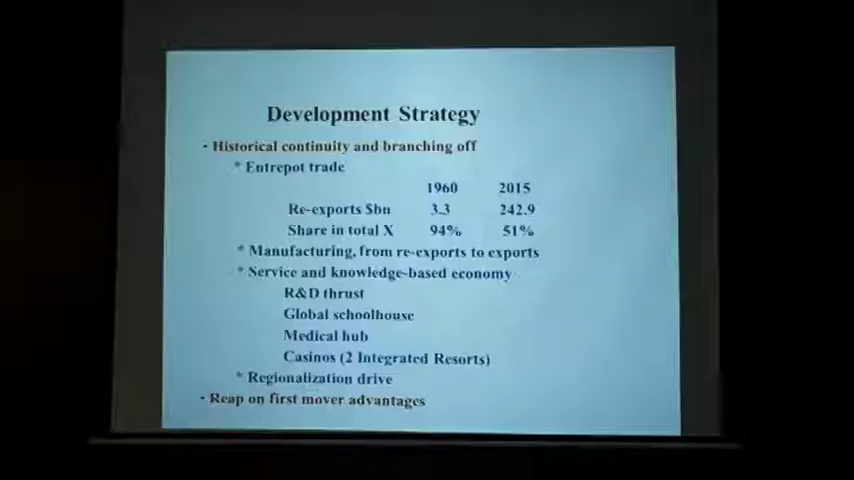 Development Strategy
- Historical continuity and branching off
* Entrepot trade
1960 2015
Re-exports $bn 3.3 242.9
Share in total X 94% 51%
* Manufacturing, from re-exports to exports
* Service and knowledge-based economy
R&D thrust
Global schoolhouse
Medical hub
Casinos (2 Integrated Resorts)
* Regionalization drive
- Reap on first mover advantages